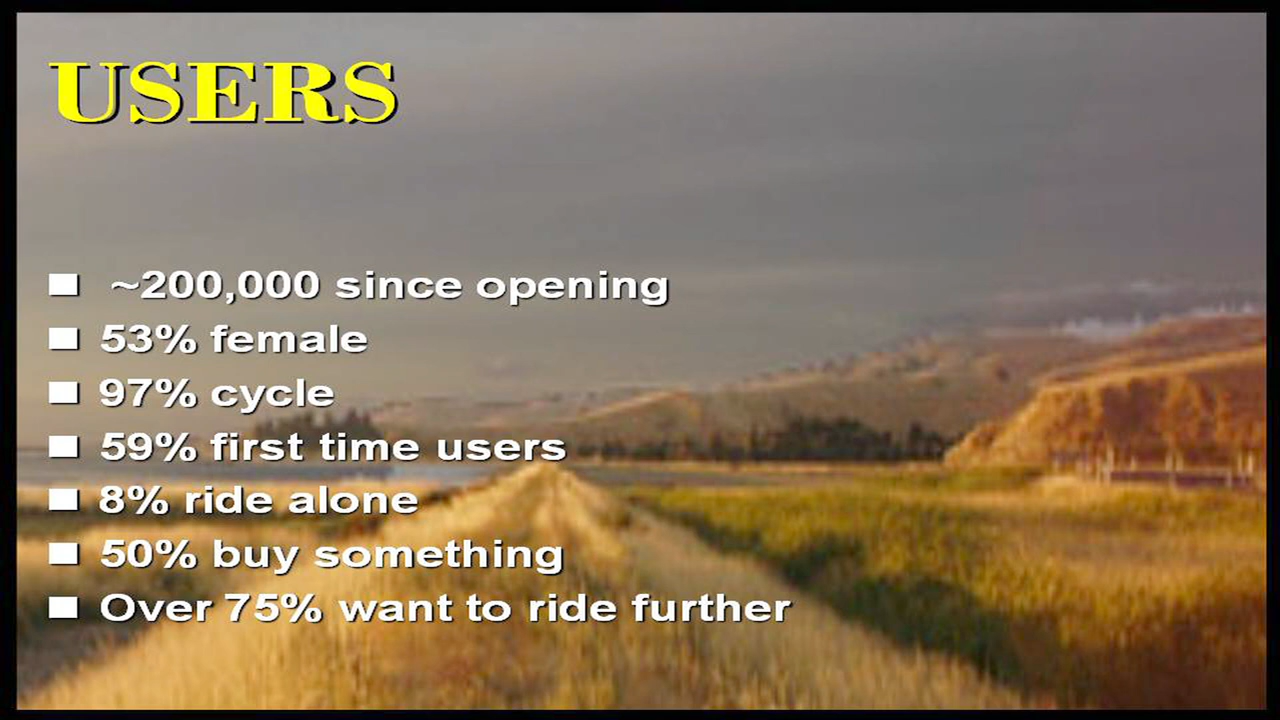 USERS
~200,000 since opening
53% female
97% cycle
59% first time users
8% ride alone
50% buy something
Over 75% want to ride further